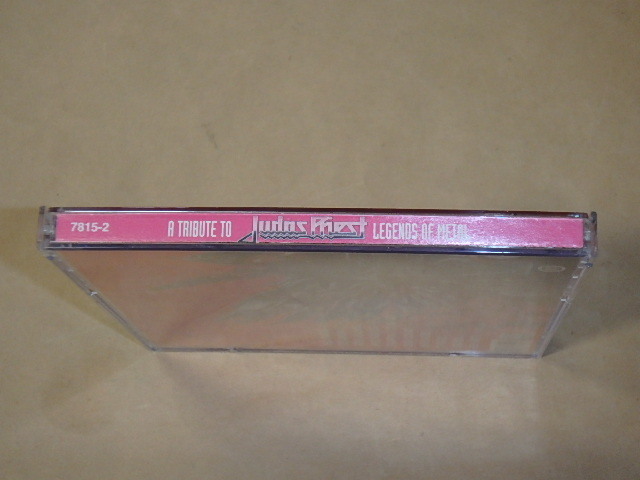 7815-2 A TRIBUTE TO Judas Priest LEGENDS OF METAL